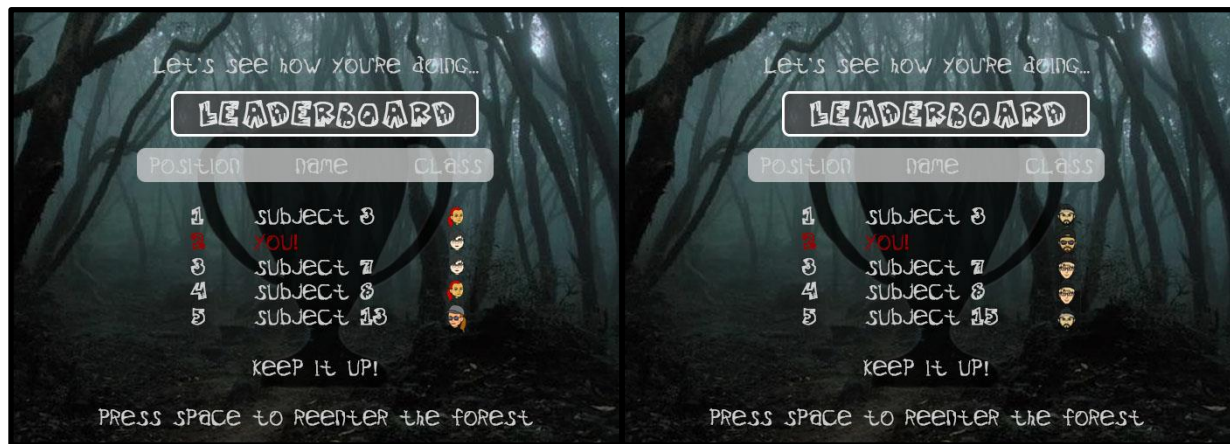 Let's see how you're doing...
LEADERBOARD
Position name Class
1 subject 3
2 YOU!
3 subject 7
4 subject 8
5 subject 13
Keep it up!
Press space to reenter the forest
Let's see how you're doing...
LEADERBOARD
Position name Class
1 subject 3
2 YOU!
3 subject 7
4 subject 8
5 subject 15
Keep it up!
Press space to reenter the forest